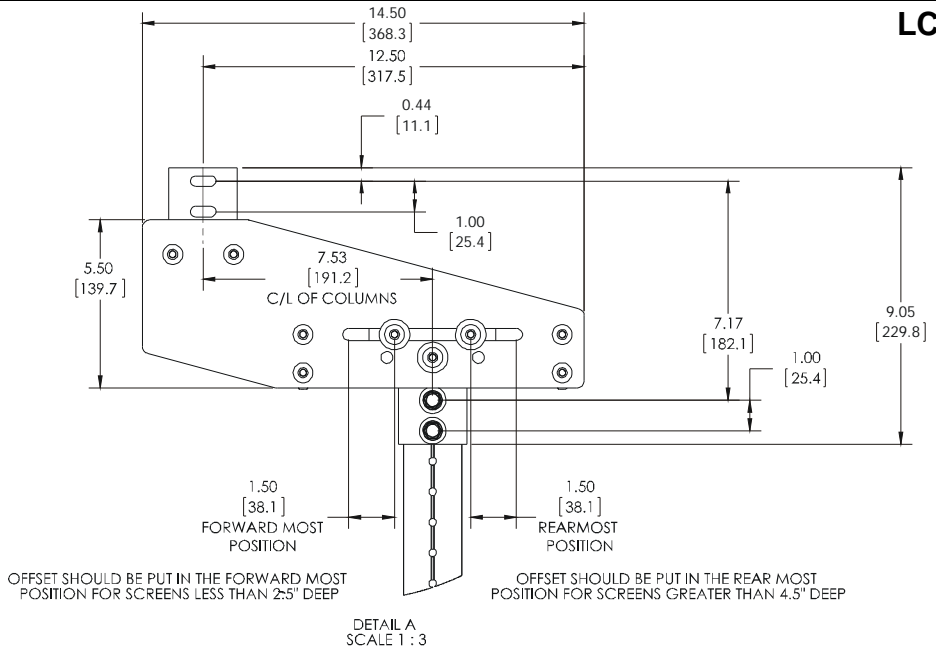 LC
14.50
[368.3]
12.50
[317.5]
0.44
[11.1]
1.00
[25.4]
5.50
[139.7]
7.53
[191.2]
C/L OF COLUMNS
7.17
[182.1]
9.05
[229.8]
1.00
[25.4]
1.50
[38.1]
FORWARD MOST
POSITION
1.50
[38.1]
REARMOST
POSITION
OFFSET SHOULD BE PUT IN THE FORWARD MOST
POSITION FOR SCREENS LESS THAN 2.5" DEEP
OFFSET SHOULD BE PUT IN THE REAR MOST
POSITION FOR SCREENS GREATER THAN 4.5" DEEP
DETAIL A
SCALE 1 : 3